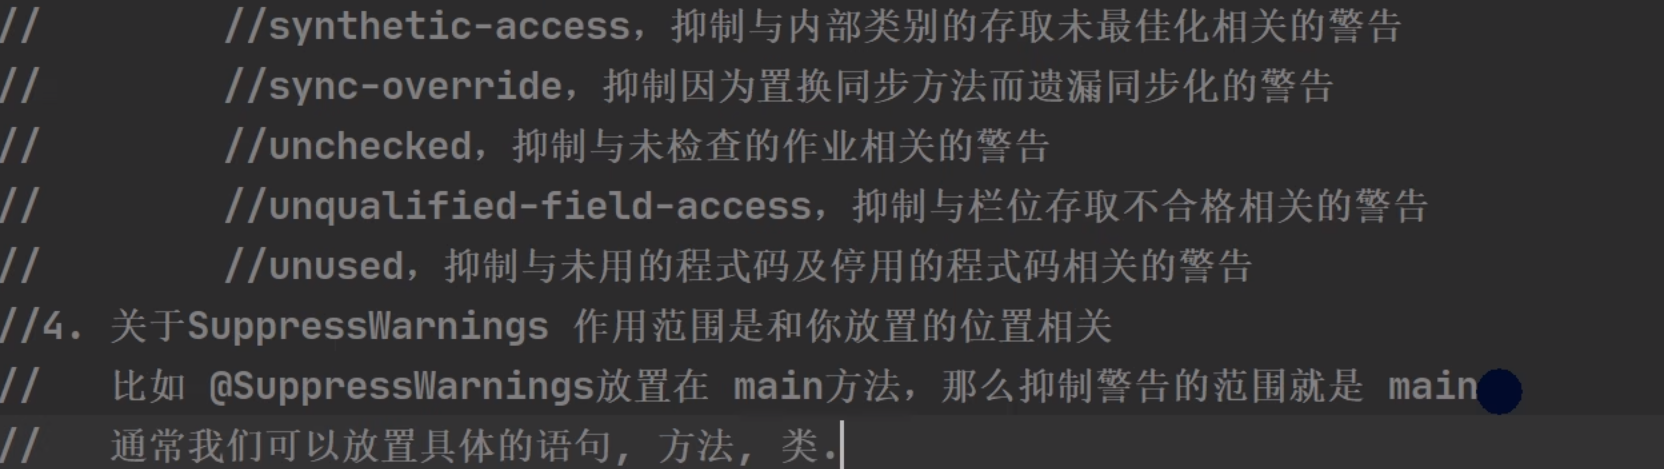 //        //synthetic-access，抑制与内部类别的存取未最佳化相关的警告
//        //sync-override，抑制因为置换同步方法而遗漏同步化的警告
//        //unchecked，抑制与未检查的作业相关的警告
//        //unqualified-field-access，抑制与栏位存取不合格相关的警告
//        //unused，抑制与未用的程式码及停用的程式码相关的警告
//4. 关于SuppressWarnings 作用范围是和你放置的位置相关
//   比如 @SuppressWarnings放置在 main方法，那么抑制警告的范围就是 main
//   通常我们可以放置具体的语句, 方法, 类.